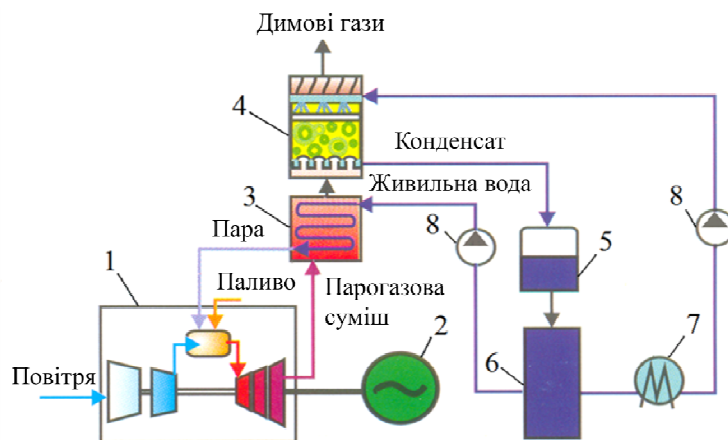 Димові гази
4
Конденсат
Живильна вода
3
8
8
Пара
5
1
Паливо
Парогазова
суміш
2
7
6
Повітря